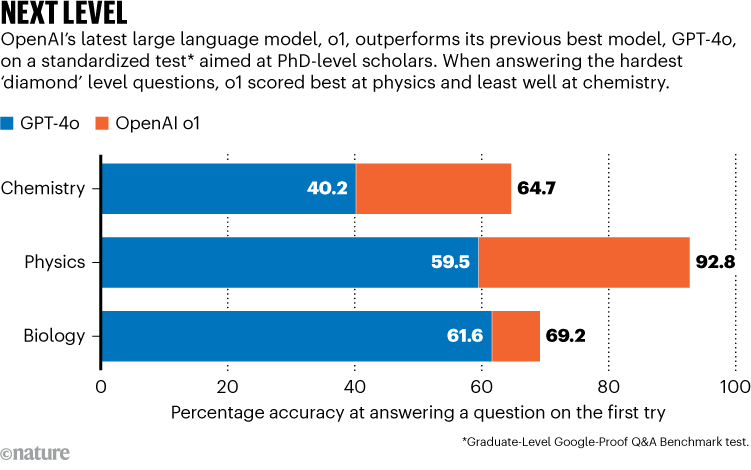 NEXT LEVEL
OpenAI’s latest large language model, o1, outperforms its previous best model, GPT-4o,
on a standardized test* aimed at PhD-level scholars. When answering the hardest
‘diamond’ level questions, o1 scored best at physics and least well at chemistry.
GPT-4o OpenAI o1
Chemistry 40.2 64.7
Physics 59.5 92.8
Biology 61.6 69.2
0 20 40 60 80 100
Percentage accuracy at answering a question on the first try
*Graduate-Level Google-Proof Q&A Benchmark test.
©nature